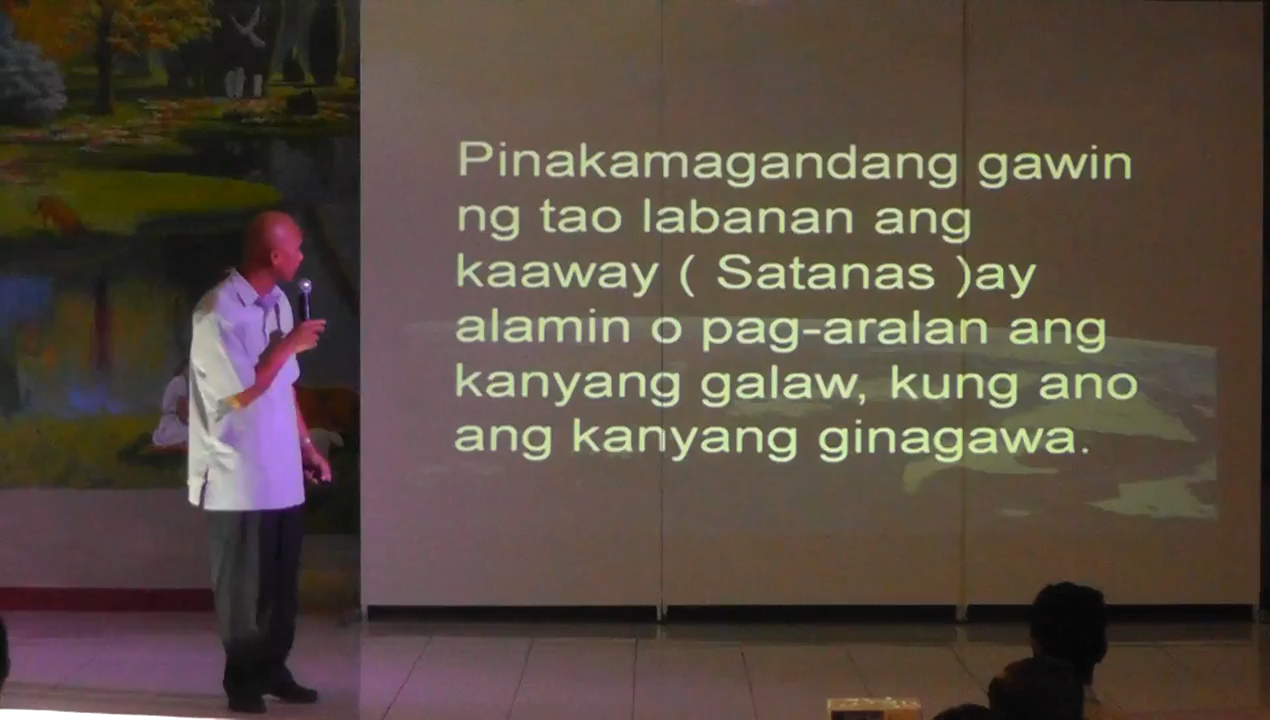 Pinakamagandang gawin
ng tao labanan ang
kaaway ( Satanas )ay
alamin o pag-aralan ang
kanyang galaw, kung ano
ang kanyang ginagawa.